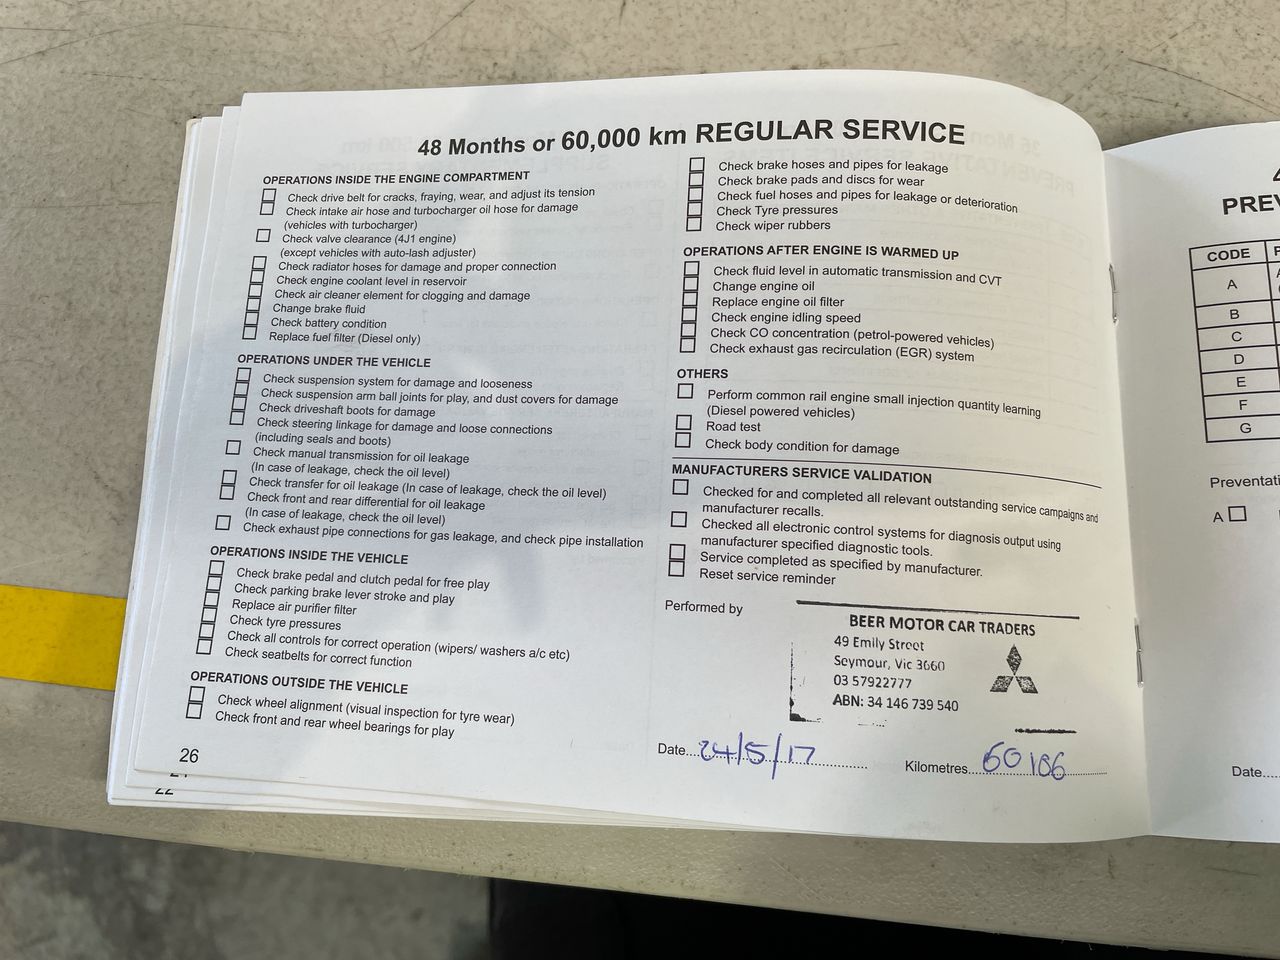 48 Months or 60,000 km REGULAR SERVICE
OPERATIONS INSIDE THE ENGINE COMPARTMENT
Check drive belt for cracks, fraying, wear, and adjust its tension
Check intake air hose and turbocharger oil hose for damage
(vehicles with turbocharger)
Check valve clearance (4J1 engine)
(except vehicles with auto-lash adjuster)
Check radiator hoses for damage and proper connection
Check engine coolant level in reservoir
Check air cleaner element for clogging and damage
Change brake fluid
Check battery condition
Replace fuel filter (Diesel only)
OPERATIONS UNDER THE VEHICLE
Check suspension system for damage and looseness
Check suspension arm ball joints for play, and dust covers for damage
Check driveshaft boots for damage
Check steering linkage for damage and loose connections
(including seals and boots)
Check manual transmission for oil leakage
(In case of leakage, check the oil level)
Check transfer for oil leakage (In case of leakage, check the oil level)
Check front and rear differential for oil leakage
(In case of leakage, check the oil level)
Check exhaust pipe connections for gas leakage, and check pipe installation
OPERATIONS INSIDE THE VEHICLE
Check brake pedal and clutch pedal for free play
Check parking brake lever stroke and play
Replace air purifier filter
Check tyre pressures
Check all controls for correct operation (wipers/ washers a/c etc)
Check seatbelts for correct function
OPERATIONS OUTSIDE THE VEHICLE
Check wheel alignment (visual inspection for tyre wear)
Check front and rear wheel bearings for play
26
22
Check brake hoses and pipes for leakage
Check brake pads and discs for wear
Check fuel hoses and pipes for leakage or deterioration
Check Tyre pressures
Check wiper rubbers
OPERATIONS AFTER ENGINE IS WARMED UP
Check fluid level in automatic transmission and CVT
Change engine oil
Replace engine oil filter
Check engine idling speed
Check CO concentration (petrol-powered vehicles)
Check exhaust gas recirculation (EGR) system
OTHERS
Perform common rail engine small injection quantity learning
(Diesel powered vehicles)
Road test
Check body condition for damage
MANUFACTURERS SERVICE VALIDATION
Checked for and completed all relevant outstanding service campaigns and
manufacturer recalls.
Checked all electronic control systems for diagnosis output using
manufacturer specified diagnostic tools.
Service completed as specified by manufacturer.
Reset service reminder
Performed by
BEER MOTOR CAR TRADERS
49 Emily Street
Seymour, Vic 3660
03 57922777
ABN: 34 146 739 540
Date....24/5/17
Kilometres...60186
CODE
A
B
C
D
E
F
G
A
Date....